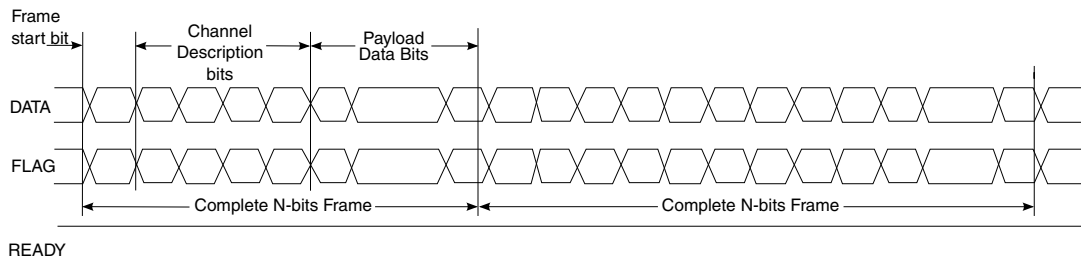 Frame
start bit
Channel
Description
bits
Payload
Data Bits
DATA
FLAG
Complete N-bits Frame
Complete N-bits Frame
READY